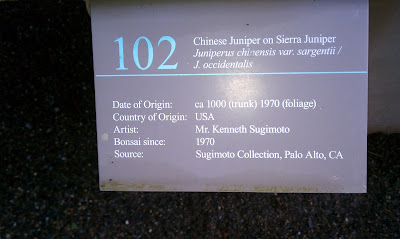 102
Chinese Juniper on Sierra Juniper
Juniperus chinensis var. sargentii /
J. occidentalis
Date of Origin: ca 1000 (trunk) 1970 (foliage)
Country of Origin: USA
Artist: Mr. Kenneth Sugimoto
Bonsai since: 1970
Source: Sugimoto Collection, Palo Alto, CA